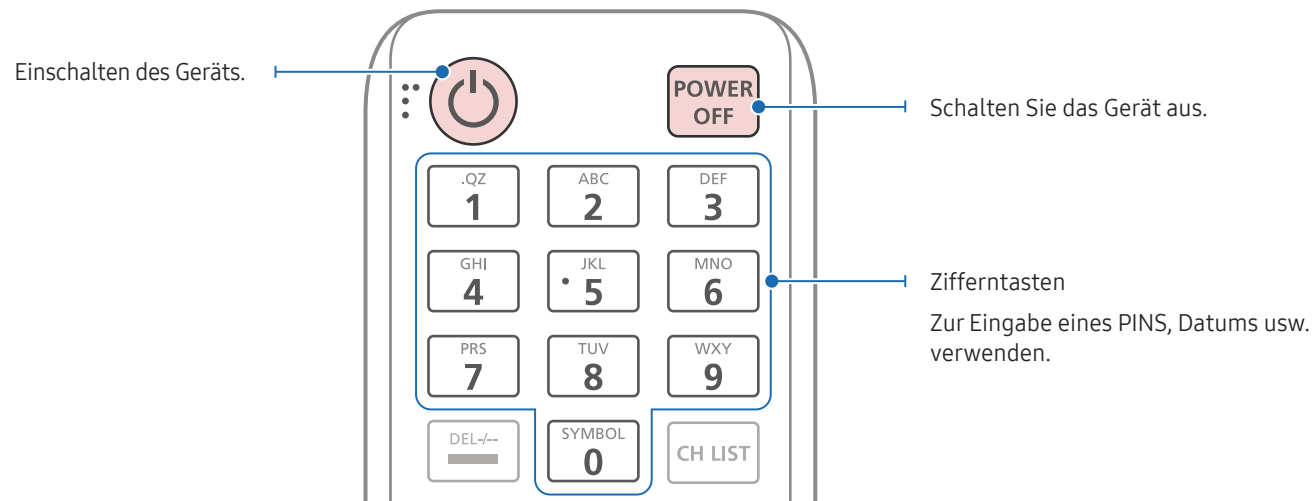 Einschalten des Geräts.
POWER
OFF
Schalten Sie das Gerät aus.
.QZ
1
ABC
2
DEF
3
GHI
4
JKL
5
MNO
6
Zifferntasten
Zur Eingabe eines PINS, Datums usw.
verwenden.
PRS
7
TUV
8
WXY
9
DEL-/--
SYMBOL
0
CH LIST